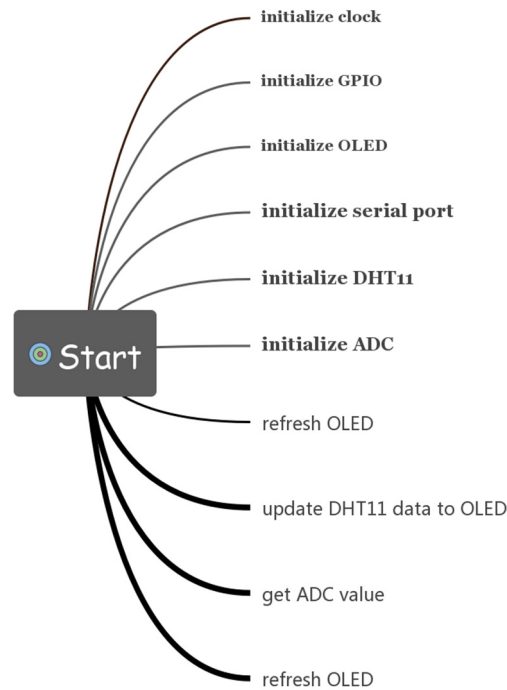 initialize clock
initialize GPIO
initialize OLED
initialize serial port
initialize DHT11
initialize ADC
Start
refresh OLED
update DHT11 data to OLED
get ADC value
refresh OLED